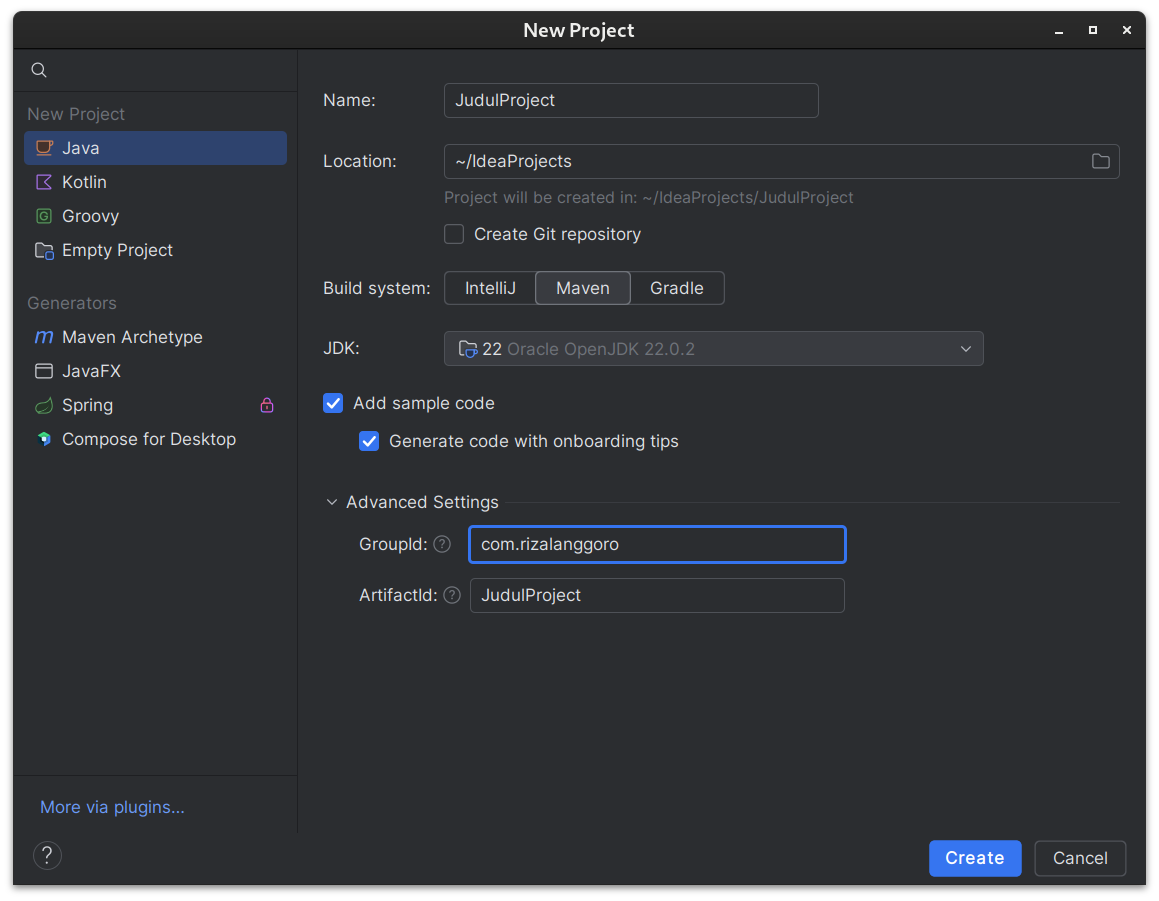 New Project
New Project
Java
Kotlin
G Groovy
Empty Project
Generators
m Maven Archetype
JavaFX
Spring
Compose for Desktop
More via plugins...
?
Name: JudulProject
Location: ~/IdeaProjects
Project will be created in: ~/IdeaProjects/JudulProject
Create Git repository
Build system: IntelliJ Maven Gradle
JDK: 22 Oracle OpenJDK 22.0.2
Add sample code
Generate code with onboarding tips
Advanced Settings
GroupId: ? com.rizalanggoro
ArtifactId: ? JudulProject
Create Cancel